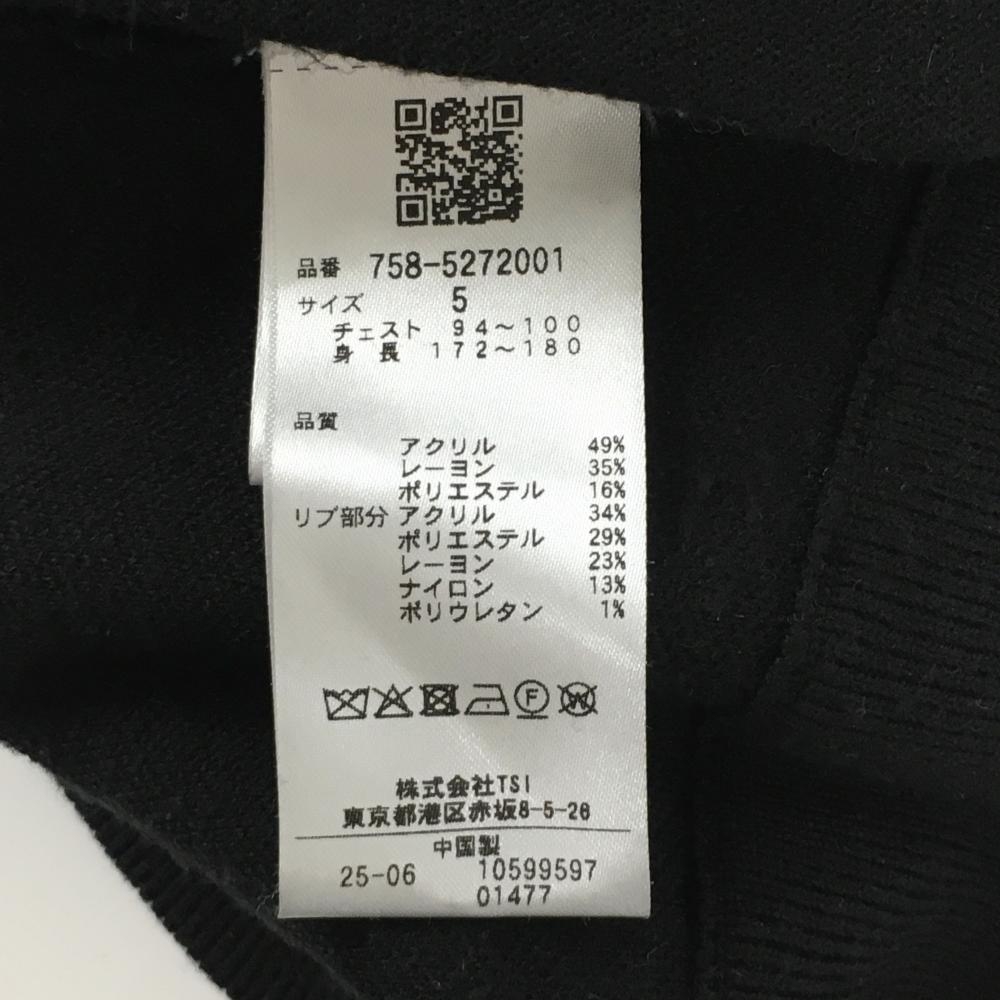 品番 758-5272001
サイズ 5
チェスト 94～100
身長 172～180
品質
アクリル 49%
レーヨン 35%
ポリエステル 16%
リブ部分 アクリル 34%
ポリエステル 29%
レーヨン 23%
ナイロン 13%
ポリウレタン 1%
F W
株式会社TSI
東京都港区赤坂8-5-26
中国製
25-06 10599597
01477